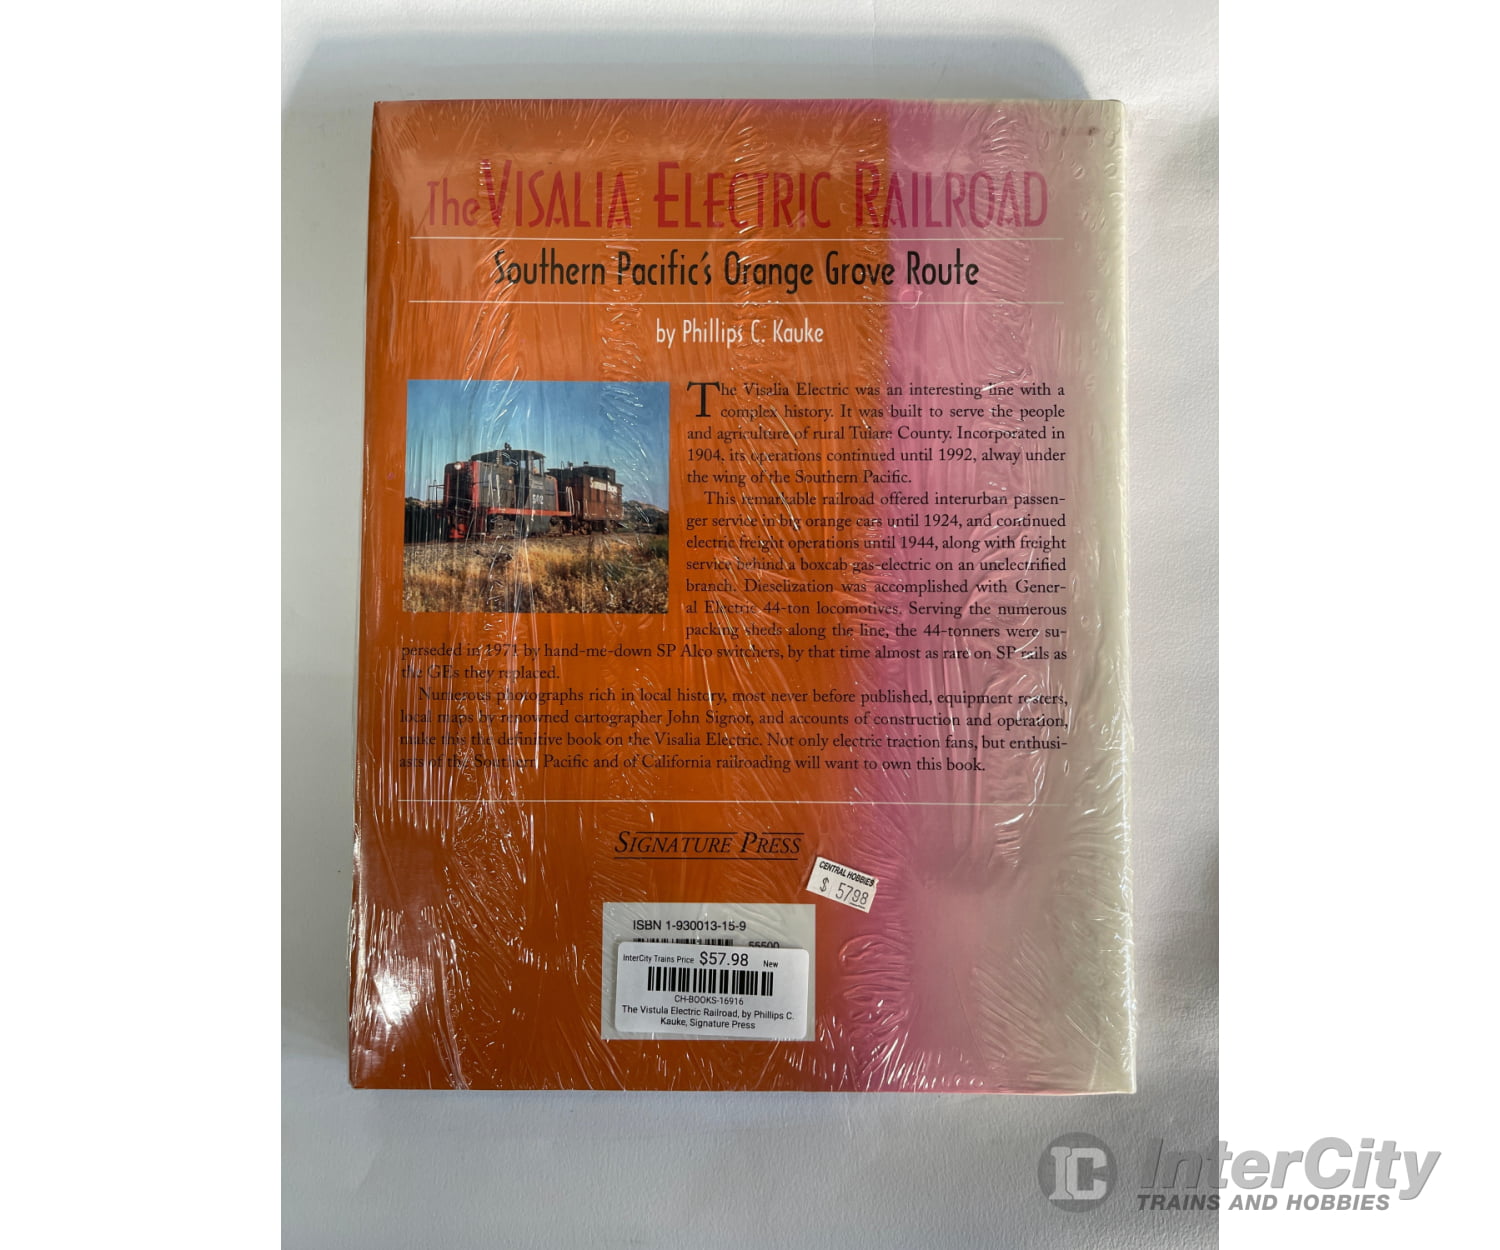 The VISALIA ELECTRIC RAILROAD
Southern Pacific's Orange Grove Route
by Phillips C. Kauke
The Visalia Electric was an interesting line with a
complex history. It was built to serve the people
and agriculture of rural Tulare County. Incorporated in
1904, its operations continued until 1992, alway under
the wing of the Southern Pacific.
This remarkable railroad offered interurban passen-
ger service in big orange cars until 1924, and continued
electric freight operations until 1944, along with freight
service behind a boxcab gas-electric on an unelectrified
branch. Dieselization was accomplished with Gener-
al Electric 44-ton locomotives. Serving the numerous
packing sheds along the line, the 44-tonners were su-
perseded in 1971 by hand-me-down SP Alco switchers, by that time almost as rare on SP rails as
the GEs they replaced.
Numerous photographs rich in local history, most never before published, equipment rosters,
local maps by renowned cartographer John Signor, and accounts of construction and operation,
make this the definitive book on the Visalia Electric. Not only electric traction fans, but enthusi-
asts of the Southern Pacific and of California railroading will want to own this book.
502
SIGNATURE PRESS
CENTRAL HOBBIES
$ 5798
ISBN 1-930013-15-9
55500
InterCity Trains Price $57.98 New
CH-BOOKS-16916
The Vistula Electric Railroad, by Phillips C.
Kauke, Signature Press
IC InterCity
TRAINS AND HOBBIES